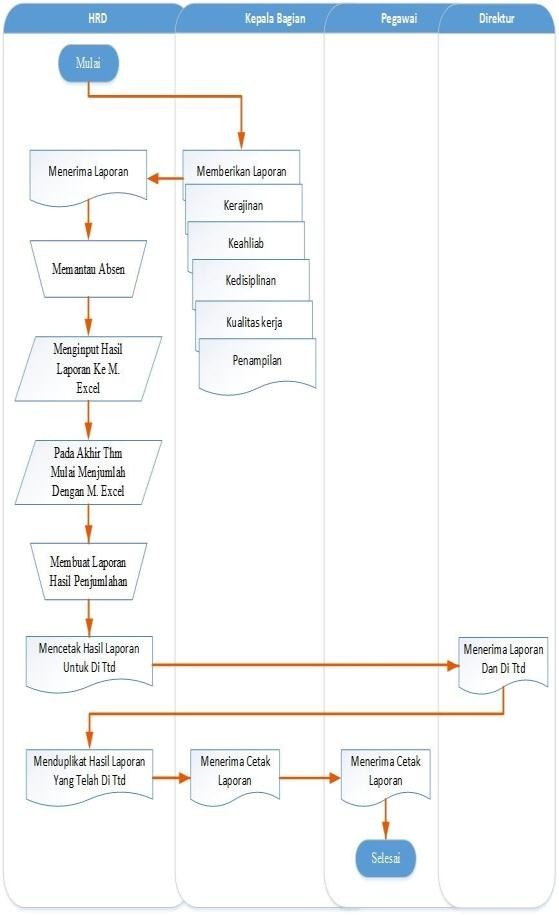 HRD
Kepala Bagian
Pegawai
Direktur
Mulai
Menerima Laporan
Memberikan Laporan
Kerajinan
Keahliab
Kedisiplinan
Kualitas kerja
Penampilan
Memantau Absen
Menginput Hasil
Laporan Ke M.
Excel
Pada Akhir Thm
Mulai Menjumlah
Dengan M. Excel
Membuat Laporan
Hasil Penjumlahan
Mencetak Hasil Laporan
Untuk Di Ttd
Menerima Laporan
Dan Di Ttd
Menduplikat Hasil Laporan
Yang Telah Di Ttd
Menerima Cetak
Laporan
Menerima Cetak
Laporan
Selesai